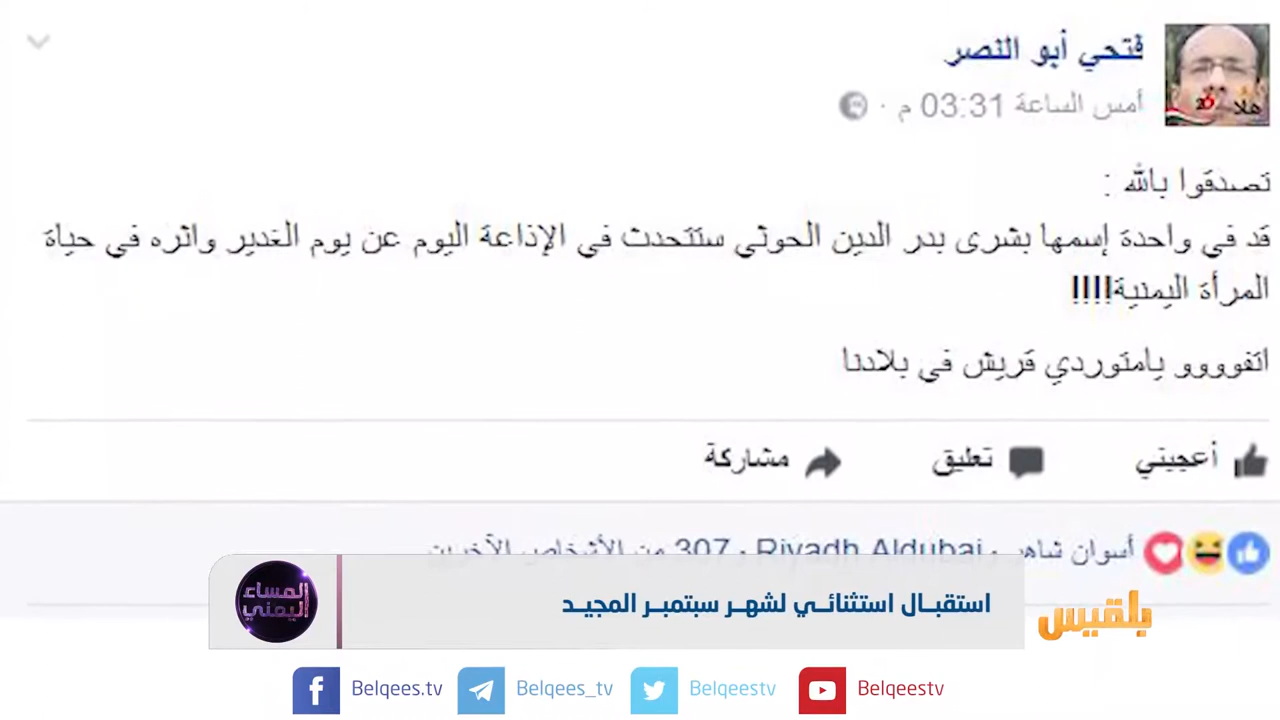 فتحي أبو النصر
أمس الساعة 03:31 م ·
تصدقوا بالله :
قد في واحدة إسمها بشرى بدر الدين الحوثي ستتحدث في الإذاعة اليوم عن يوم الغدير واثره في حياة
المرأة اليمنية!!!!
اتفوووو يامتوردي قريش في بلادنا
أعجبني
تعليق
مشاركة
أسوان شاهر، Riyadh Aldubai و 307 من الأشخاص الآخرين
استقبال استثنائي لشهر سبتمبر المجيد
المساء اليمني
بلقيس
Belqees.tv
Belqees_tv
Belqeestv
Belqeestv